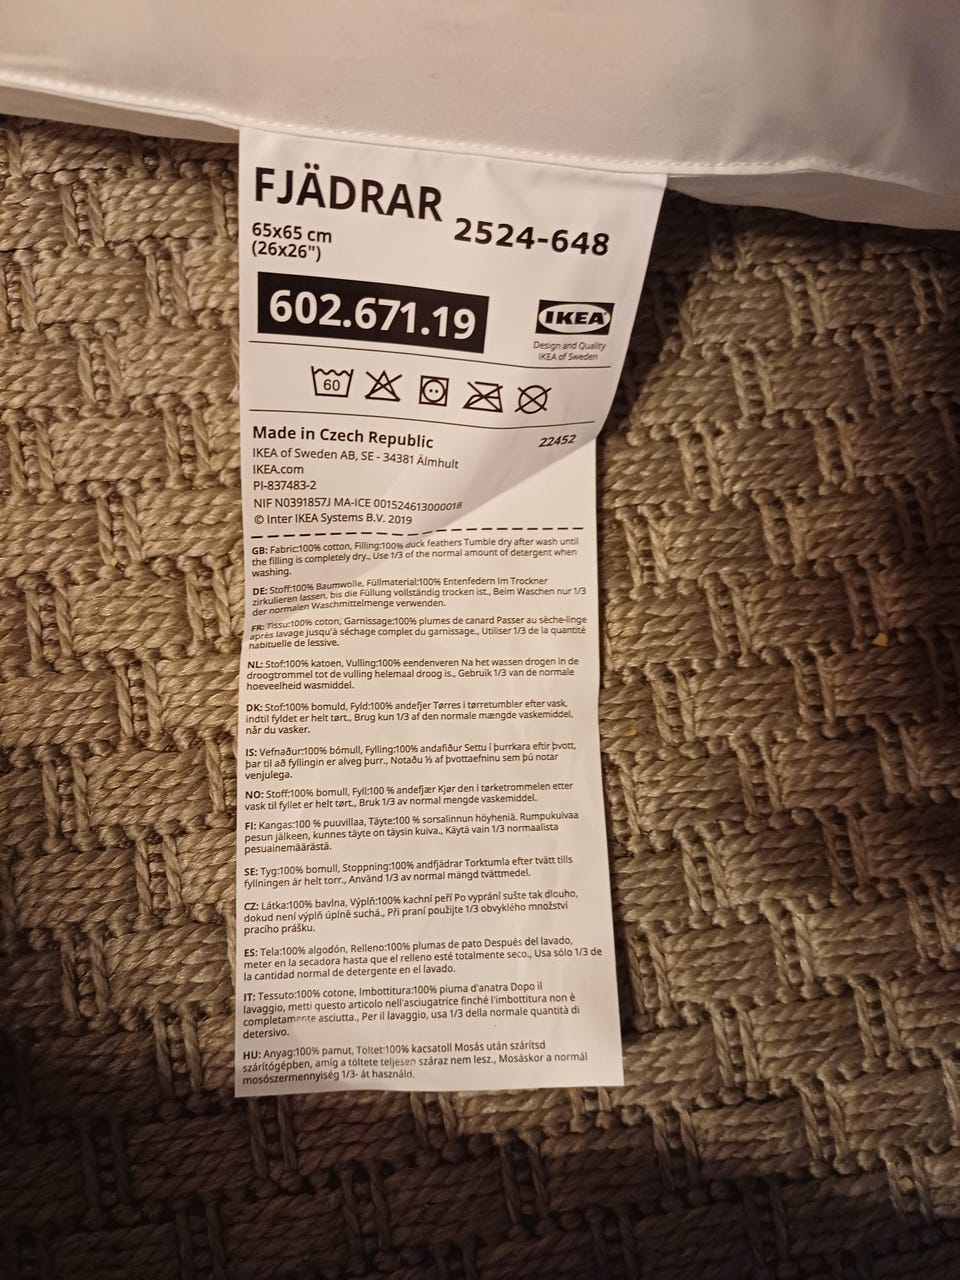 FJÄDRAR
2524-648
65x65 cm
(26x26")
602.671.19
IKEA
Design and Quality
IKEA of Sweden
60
Made in Czech Republic
22452
IKEA of Sweden AB, SE - 34381 Älmhult
IKEA.com
PI-837483-2
NIF N0391857J MA-ICE 001524613000018
© Inter IKEA Systems B.V. 2019
GB: Fabric:100% cotton, Filling:100% duck feathers Tumble dry after wash until
the filling is completely dry., Use 1/3 of the normal amount of detergent when
washing.
DE: Stoff:100% Baumwolle, Füllmaterial:100% Entenfedern Im Trockner
zirkulieren lassen, bis die Füllung vollständig trocken ist., Beim Waschen nur 1/3
der normalen Waschmittelmenge verwenden.
FR: Tissu:100% coton, Garnissage:100% plumes de canard Passer au sèche-linge
après lavage jusqu'à séchage complet du garnissage., Utiliser 1/3 de la quantité
habituelle de lessive.
NL: Stof:100% katoen, Vulling:100% eendenveren Na het wassen drogen in de
droogtrommel tot de vulling helemaal droog is., Gebruik 1/3 van de normale
hoeveelheid wasmiddel.
DK: Stof:100% bomuld, Fyld:100% andefjer Tørres i tørretumbler efter vask,
indtil fyldet er helt tørt., Brug kun 1/3 af den normale mængde vaskemiddel,
når du vasker.
IS: Vefnaður:100% bómull, Fylling:100% andafiður Settu í þurrkara eftir þvott,
þar til að fyllingin er alveg þurr., Notaðu ⅓ af þvottaefninu sem þú notar
venjulega.
NO: Stoff:100% bomull, Fyll:100 % andefjær Kjør den i tørketrommelen etter
vask til fyllet er helt tørt., Bruk 1/3 av normal mengde vaskemiddel.
FI: Kangas:100 % puuvillaa, Täyte:100 % sorsalinnun höyheniä. Rumpukuivaa
pesun jälkeen, kunnes täyte on täysin kuiva., Käytä vain 1/3 normaalista
pesuainemäärästä.
SE: Tyg:100% bomull, Stoppning:100% andfjädrar Torktumla efter tvätt tills
fyllningen är helt torr., Använd 1/3 av normal mängd tvättmedel.
CZ: Látka:100% bavlna, Výplň:100% kachní peří Po vyprání sušte tak dlouho,
dokud není výplň úplně suchá., Při praní použijte 1/3 obvyklého množství
pracího prášku.
ES: Tela:100% algodón, Relleno:100% plumas de pato Después del lavado,
meter en la secadora hasta que el relleno esté totalmente seco., Usa sólo 1/3 de
la cantidad normal de detergente en el lavado.
IT: Tessuto:100% cotone, Imbottitura:100% piuma d'anatra Dopo il
lavaggio, metti questo articolo nell'asciugatrice finché l'imbottitura non è
completamente asciutta., Per il lavaggio, usa 1/3 della normale quantità di
detersivo.
HU: Anyag:100% pamut, Töltet:100% kacsatoll Mosás után szárítsd
szárítógépben, amíg a töltete teljesen száraz nem lesz., Mosáskor a normál
mosószermennyiség 1/3- át használd.